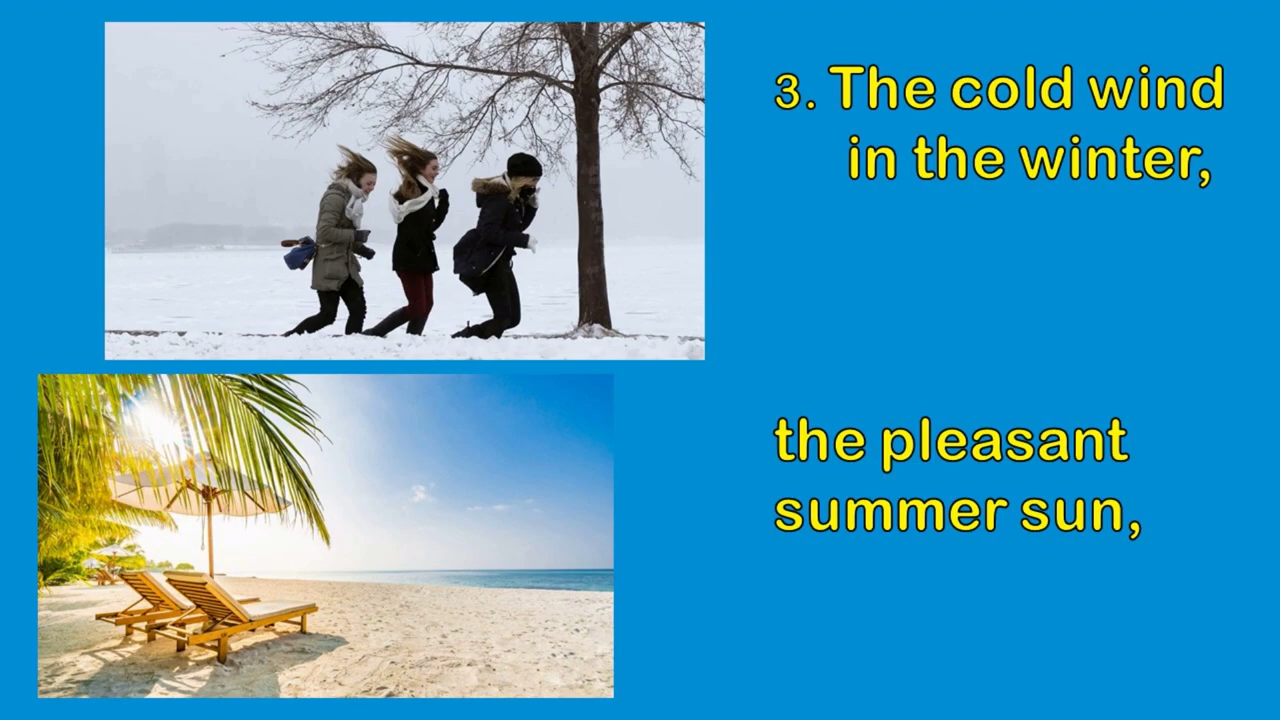 3. The cold wind
in the winter,
the pleasant
summer sun,